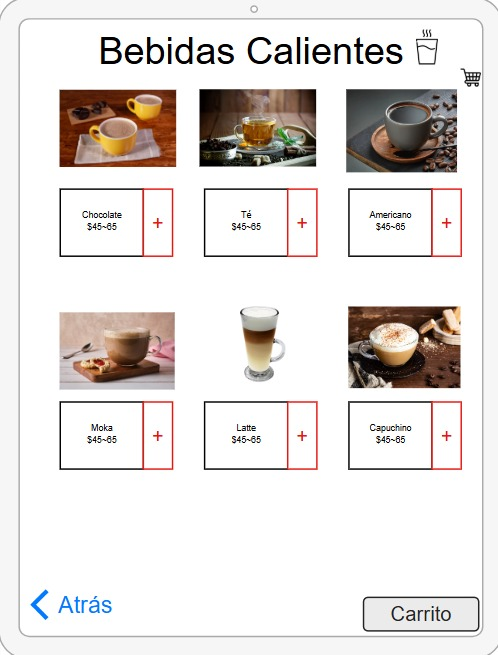 Bebidas Calientes
Chocolate
$45~65
+
Té
$45~65
+
Americano
$45~65
+
Moka
$45~65
+
Latte
$45~65
+
Capuchino
$45~65
+
Atrás
Carrito